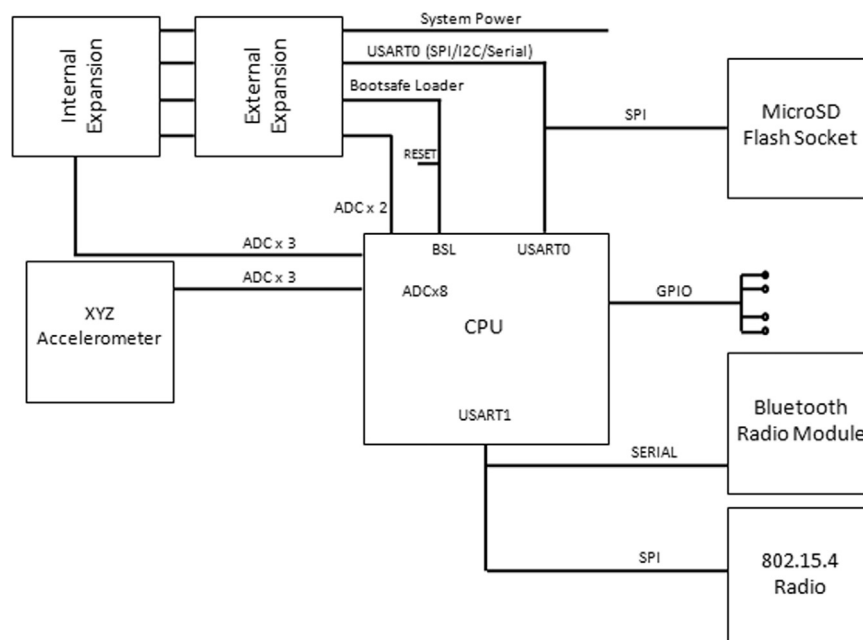 System Power
USART0 (SPI/I2C/Serial)
Bootsafe Loader
Internal
Expansion
External
Expansion
SPI
MicroSD
Flash Socket
RESET
ADC x 2
ADC x 3
BSL
USART0
ADC x 3
ADCx8
GPIO
XYZ
Accelerometer
CPU
USART1
Bluetooth
Radio Module
SERIAL
SPI
802.15.4
Radio